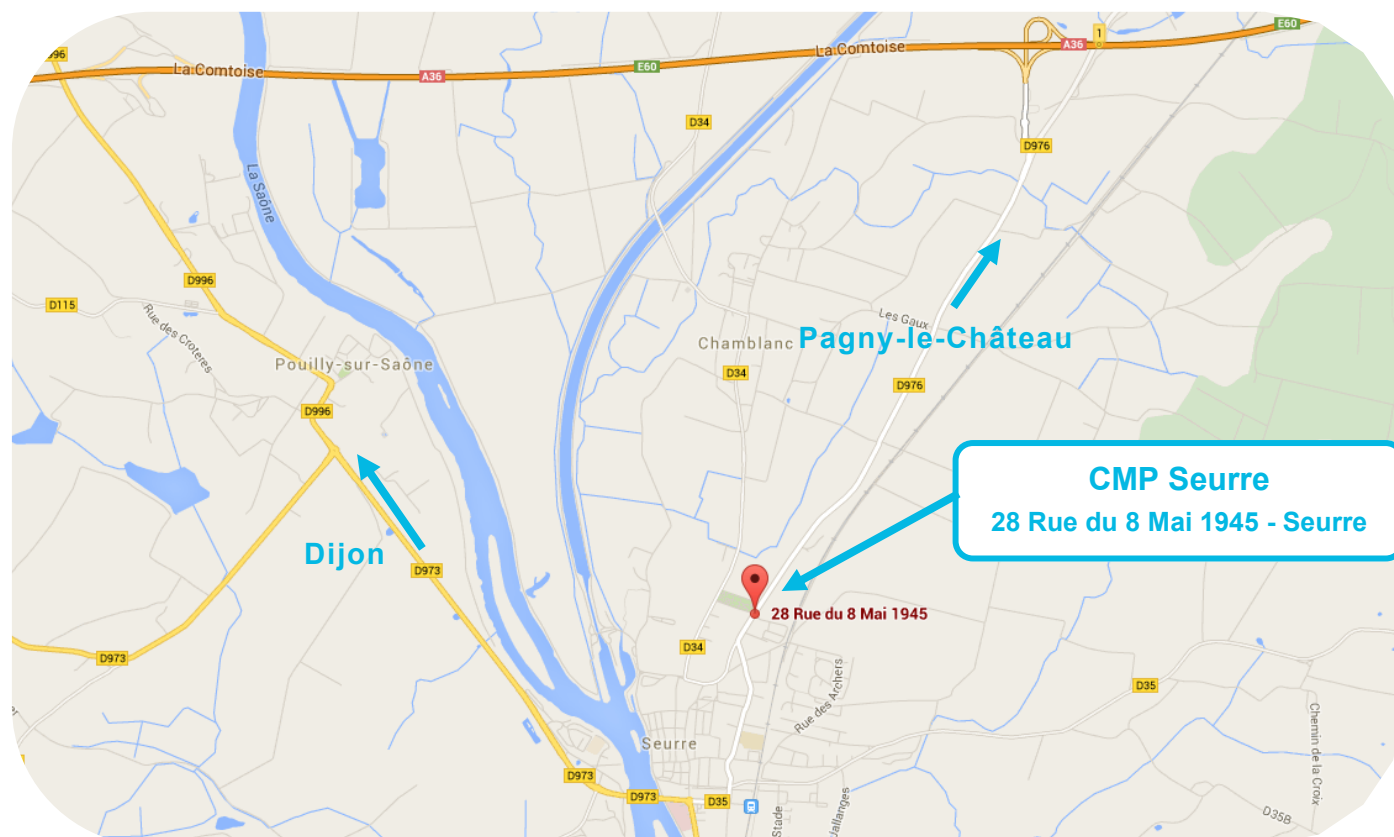 E60
1
La Comtoise
A36
996
La Comtoise
A36
E60
D34
D976
La Saône
D996
D115
Rue des Croteres
Les Gaux
Pagny-le-Château
Chamblanc
Pouilly-sur-Saône
D34
D976
D996
CMP Seurre
28 Rue du 8 Mai 1945 - Seurre
Dijon
D973
28 Rue du 8 Mai 1945
D34
D973
D35
Rue des Archers
Seurre
Chemin de la Croix
D973
D973
D35
Stade
D35B